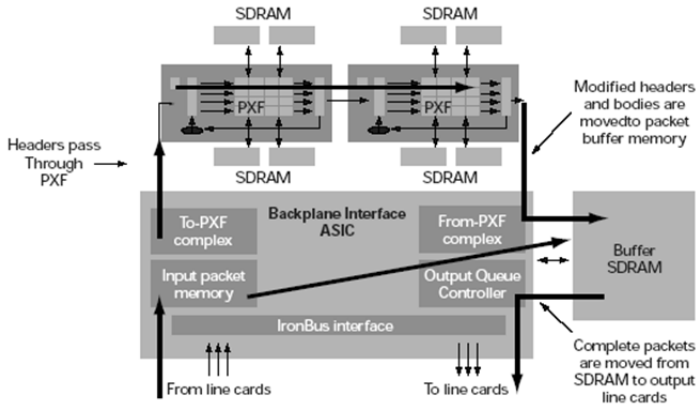 SDRAM
SDRAM
PXF
PXF
Modified headers
and bodies are
movedto packet
buffer memory
Headers pass
Through
PXF
SDRAM
SDRAM
Backplane Interface
ASIC
To-PXF
complex
From-PXF
complex
Input packet
memory
Output Queue
Controller
Buffer
SDRAM
IronBus interface
From line cards
To line cards
Complete packets
are moved from
SDRAM to output
line cards